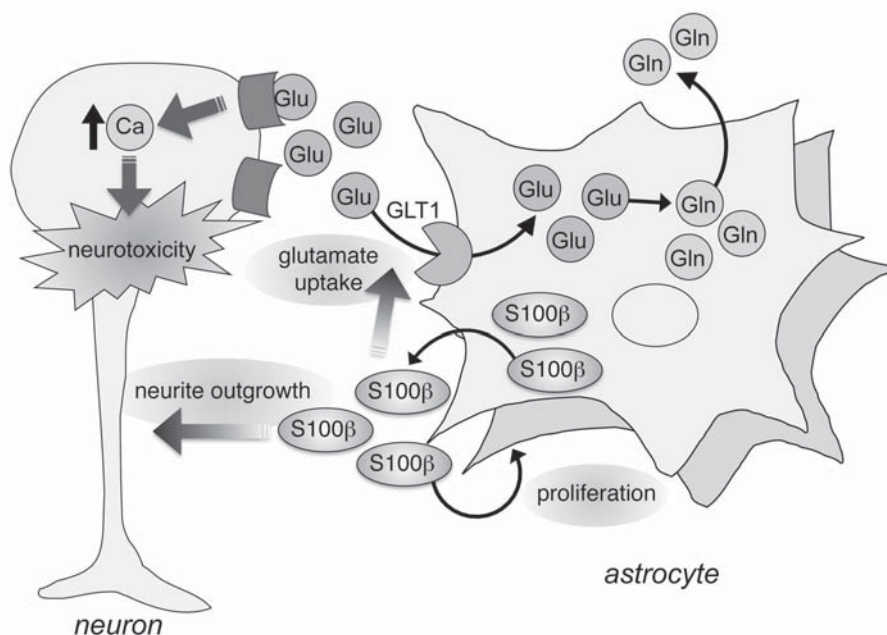 Gln
Gln
Glu
Ca
Glu
Glu
Glu
GLT1
Glu
Glu
Gln
Glu
Gln
Gln
neurotoxicity
glutamate
uptake
S100β
S100β
S100β
neurite outgrowth
S100β
S100β
proliferation
astrocyte
neuron